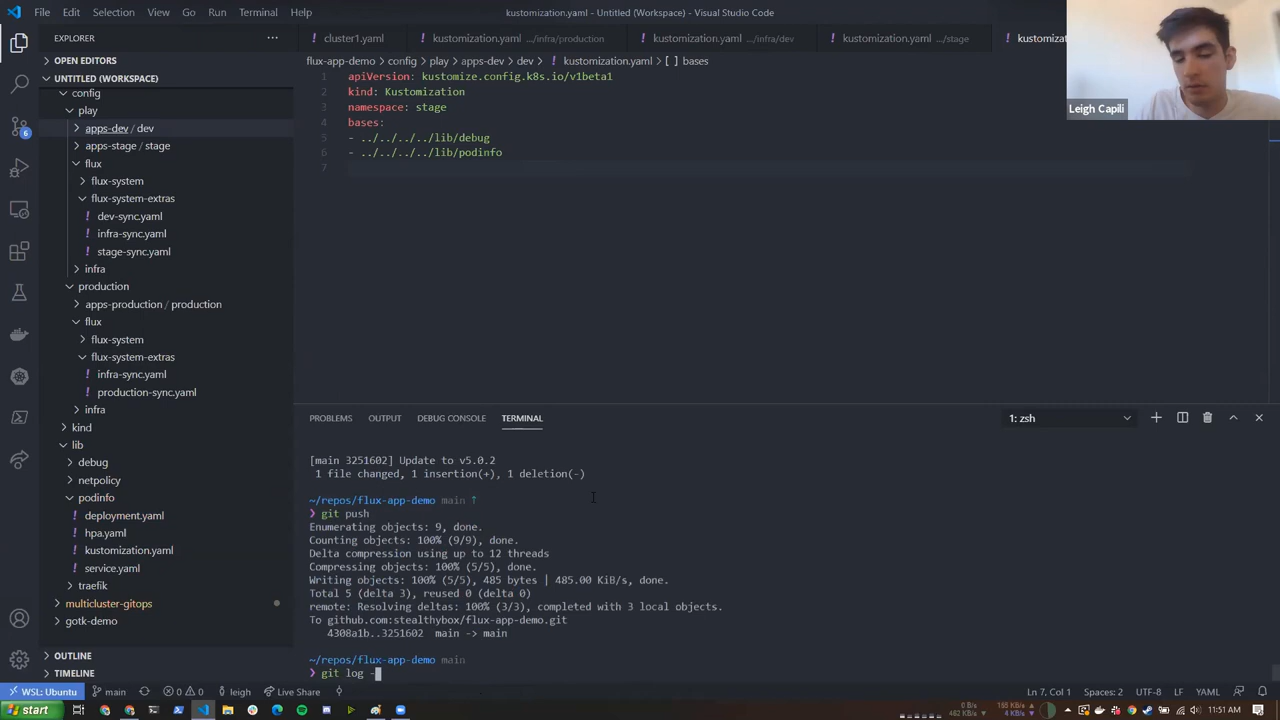 File Edit Selection View Go Run Terminal Help
kustomization.yaml - Untitled (Workspace) - Visual Studio Code
Leigh Capili
EXPLORER
OPEN EDITORS
UNTITLED (WORKSPACE)
config
play
apps-dev / dev
apps-stage / stage
flux
flux-system
flux-system-extras
! dev-sync.yaml
! infra-sync.yaml
! stage-sync.yaml
infra
production
apps-production / production
flux
flux-system
flux-system-extras
! infra-sync.yaml
! production-sync.yaml
infra
kind
lib
debug
netpolicy
podinfo
! deployment.yaml
! hpa.yaml
! kustomization.yaml
! service.yaml
traefik
multicluster-gitops
gotk-demo
OUTLINE
TIMELINE
6
! cluster1.yaml
! kustomization.yaml .../infra/production
! kustomization.yaml .../infra/dev
! kustomization.yaml .../stage
! kustomiz
flux-app-demo > config > play > apps-dev > dev > ! kustomization.yaml > [ ] bases
1 apiVersion: kustomize.config.k8s.io/v1beta1
2 kind: Kustomization
3 namespace: stage
4 bases:
5 - ../../../../lib/debug
6 - ../../../../lib/podinfo
7
PROBLEMS OUTPUT DEBUG CONSOLE TERMINAL
1: zsh
[main 3251602] Update to v5.0.2
1 file changed, 1 insertion(+), 1 deletion(-)
~/repos/flux-app-demo main ↑
❯ git push
Enumerating objects: 9, done.
Counting objects: 100% (9/9), done.
Delta compression using up to 12 threads
Compressing objects: 100% (5/5), done.
Writing objects: 100% (5/5), 485 bytes | 485.00 KiB/s, done.
Total 5 (delta 3), reused 0 (delta 0)
remote: Resolving deltas: 100% (3/3), completed with 3 local objects.
To github.com:stealthybox/flux-app-demo.git
4308a1b..3251602 main -> main
~/repos/flux-app-demo main
❯ git log -
WSL: Ubuntu main 0 0 leigh Live Share
Ln 7, Col 1 Spaces: 2 UTF-8 LF YAML
start
11:51 AM